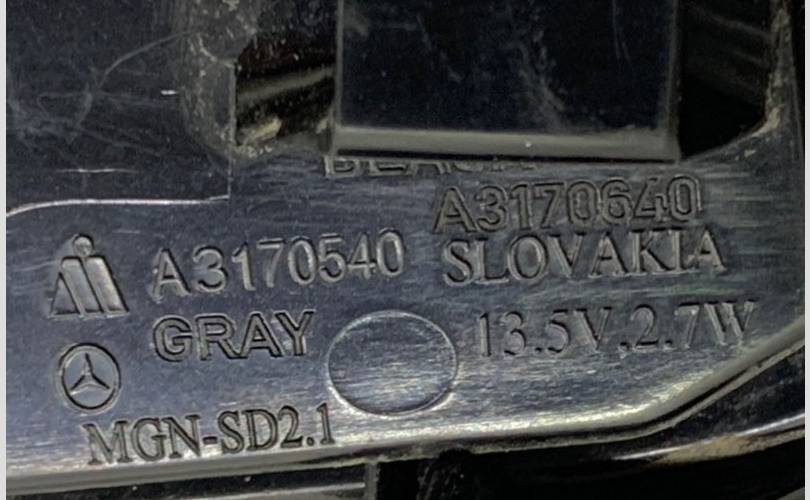 A3170640
A3170540 SLOVAKIA
GRAY 13.5V,2.7W
MGN-SD2.1